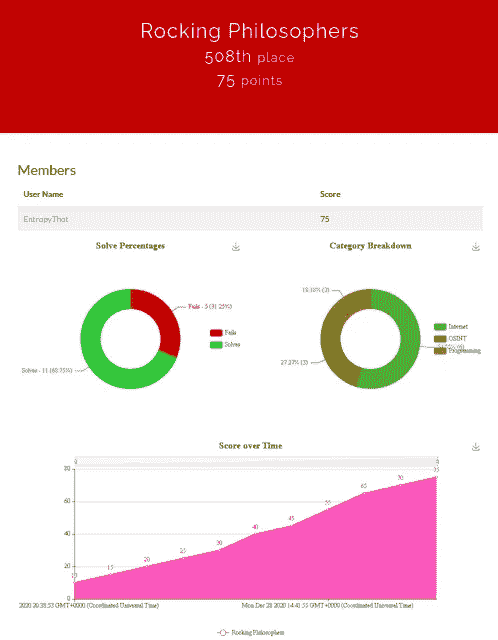 Rocking Philosophers
508th place
75 points
Members
User Name Score
EntropyThat 75
Solve Percentages
Category Breakdown
Fails - 5 (31.25%)
Solves - 11 (68.75%)
Fails
Solves
18.18% (2)
27.27% (3)
Internet
OSINT
Programming
Score over Time
80
60
40
20
0
10
15
20
25
30
40
45
55
65
70
75
2020 20:38:53 GMT+0000 (Coordinated Universal Time)
Mon Dec 28 2020 14:41:55 GMT+0000 (Coordinated Universal Time)
Rocking Philosophers